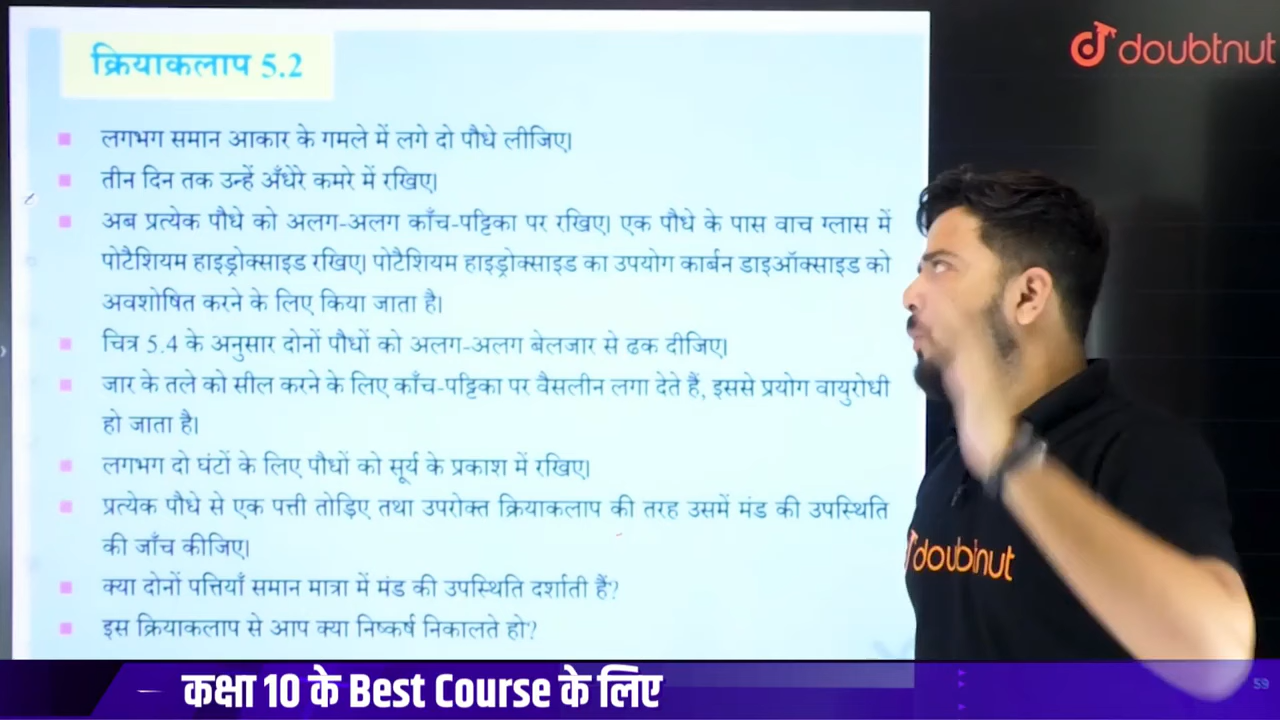 क्रियाकलाप 5.2
doubtnut
लगभग समान आकार के गमले में लगे दो पौधे लीजिए।
तीन दिन तक उन्हें अँधेरे कमरे में रखिए।
अब प्रत्येक पौधे को अलग-अलग काँच-पट्टिका पर रखिए। एक पौधे के पास वाच ग्लास में
पोटैशियम हाइड्रोक्साइड रखिए। पोटैशियम हाइड्रोक्साइड का उपयोग कार्बन डाइऑक्साइड को
अवशोषित करने के लिए किया जाता है।
चित्र 5.4 के अनुसार दोनों पौधों को अलग-अलग बेलजार से ढक दीजिए।
जार के तले को सील करने के लिए काँच-पट्टिका पर वैसलीन लगा देते हैं, इससे प्रयोग वायुरोधी
हो जाता है।
लगभग दो घंटों के लिए पौधों को सूर्य के प्रकाश में रखिए।
प्रत्येक पौधे से एक पत्ती तोड़िए तथा उपरोक्त क्रियाकलाप की तरह उसमें मंड की उपस्थिति
की जाँच कीजिए।
क्या दोनों पत्तियाँ समान मात्रा में मंड की उपस्थिति दर्शाती हैं?
इस क्रियाकलाप से आप क्या निष्कर्ष निकालते हो?
doubtnut
कक्षा 10 के Best Course के लिए
59